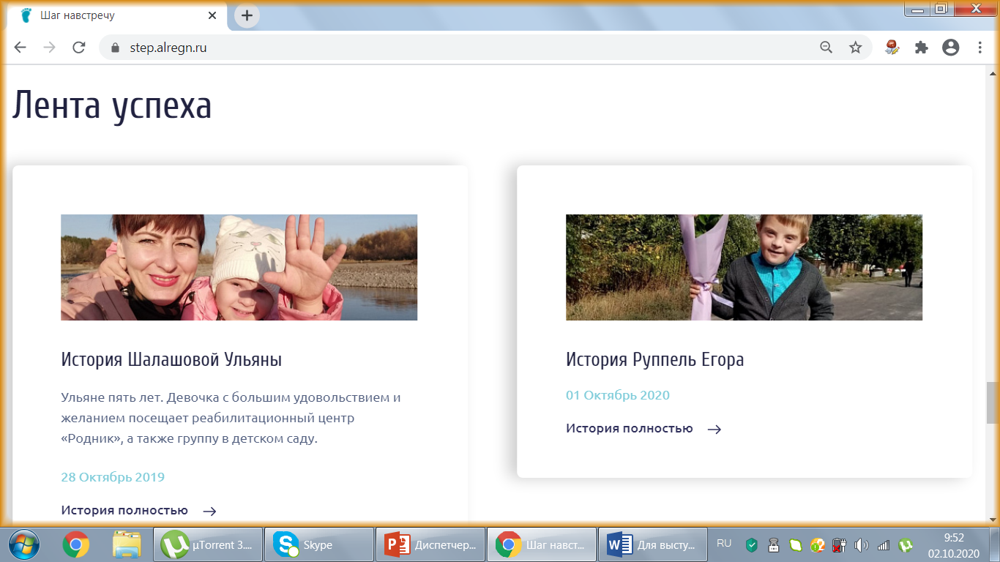 Шаг навстречу
step.alregn.ru
Лента успеха
История Шалашовой Ульяны
Ульяне пять лет. Девочка с большим удовольствием и
желанием посещает реабилитационный центр
«Родник», а также группу в детском саду.
28 Октябрь 2019
История полностью
История Руппель Егора
01 Октябрь 2020
История полностью
µTorrent 3....
Skype
Диспетчер...
Шаг навст...
Для высту...
RU
9:52
02.10.2020